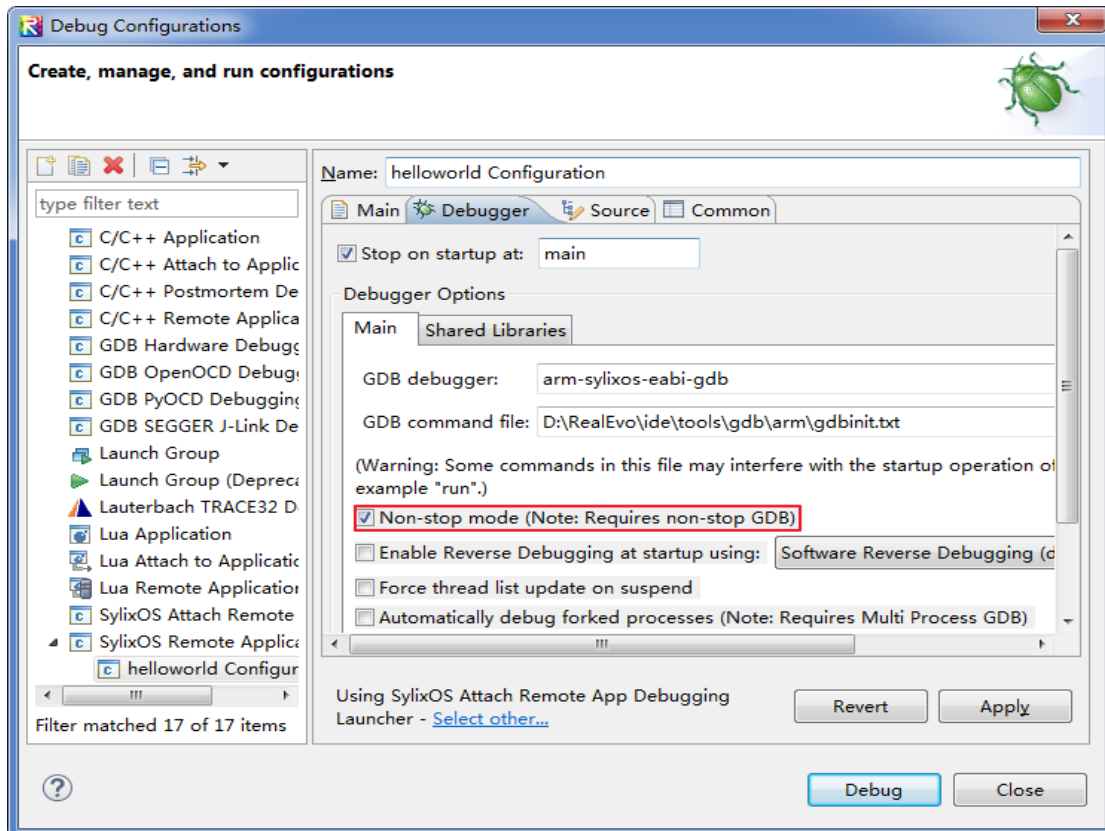 Debug Configurations
Create, manage, and run configurations
type filter text
C/C++ Application
C/C++ Attach to Applic
C/C++ Postmortem De
C/C++ Remote Applica
GDB Hardware Debugg
GDB OpenOCD Debug
GDB PyOCD Debugging
GDB SEGGER J-Link De
Launch Group
Launch Group (Depreca
Lauterbach TRACE32 D
Lua Application
Lua Attach to Applicatic
Lua Remote Application
SylixOS Attach Remote
SylixOS Remote Applica
helloworld Configur
Filter matched 17 of 17 items
Name: helloworld Configuration
Main Debugger Source Common
Stop on startup at: main
Debugger Options
Main Shared Libraries
GDB debugger: arm-sylixos-eabi-gdb
GDB command file: D:\RealEvo\ide\tools\gdb\arm\gdbinit.txt
(Warning: Some commands in this file may interfere with the startup operation of
example "run".)
Non-stop mode (Note: Requires non-stop GDB)
Enable Reverse Debugging at startup using: Software Reverse Debugging (d
Force thread list update on suspend
Automatically debug forked processes (Note: Requires Multi Process GDB)
Using SylixOS Attach Remote App Debugging
Launcher - Select other...
Revert Apply
Debug Close